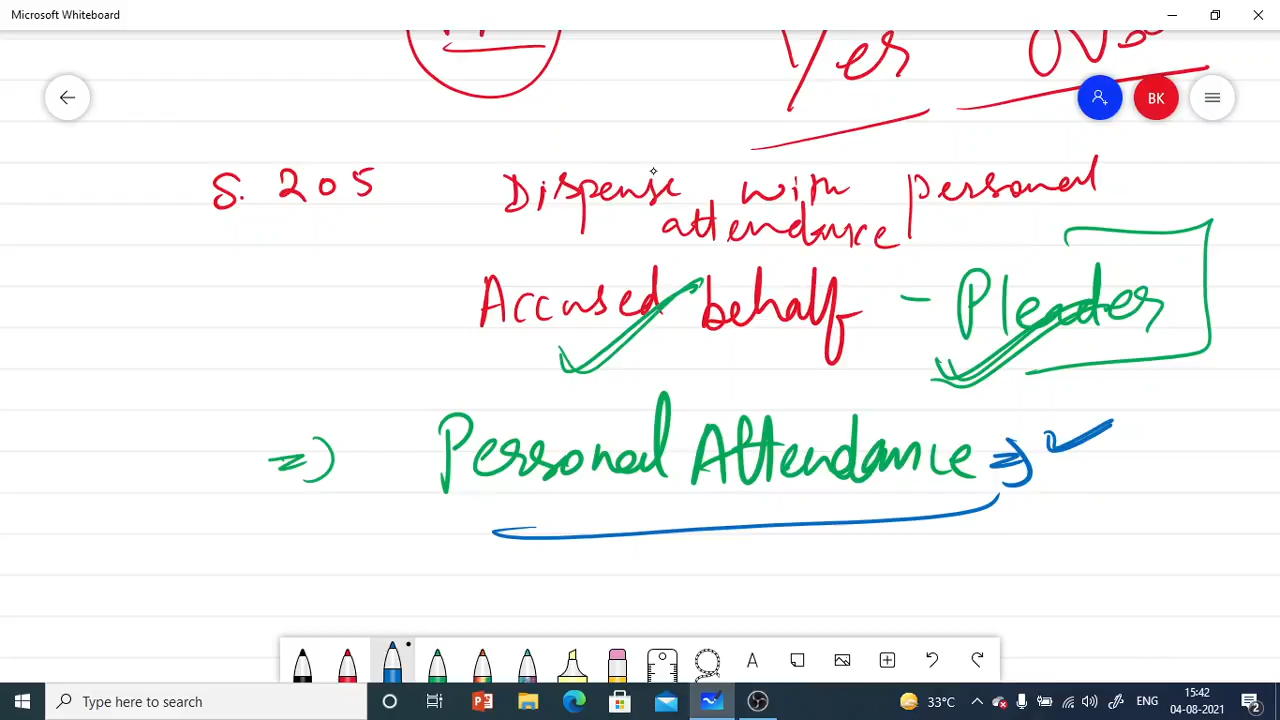 Microsoft Whiteboard
Yes
BK
S. 205 Dispense with personal
attendance
Accused behalf - Pleader
=> Personal Attendance =>
A
Type here to search
33°C
ENG
15:42
04-08-2021
2